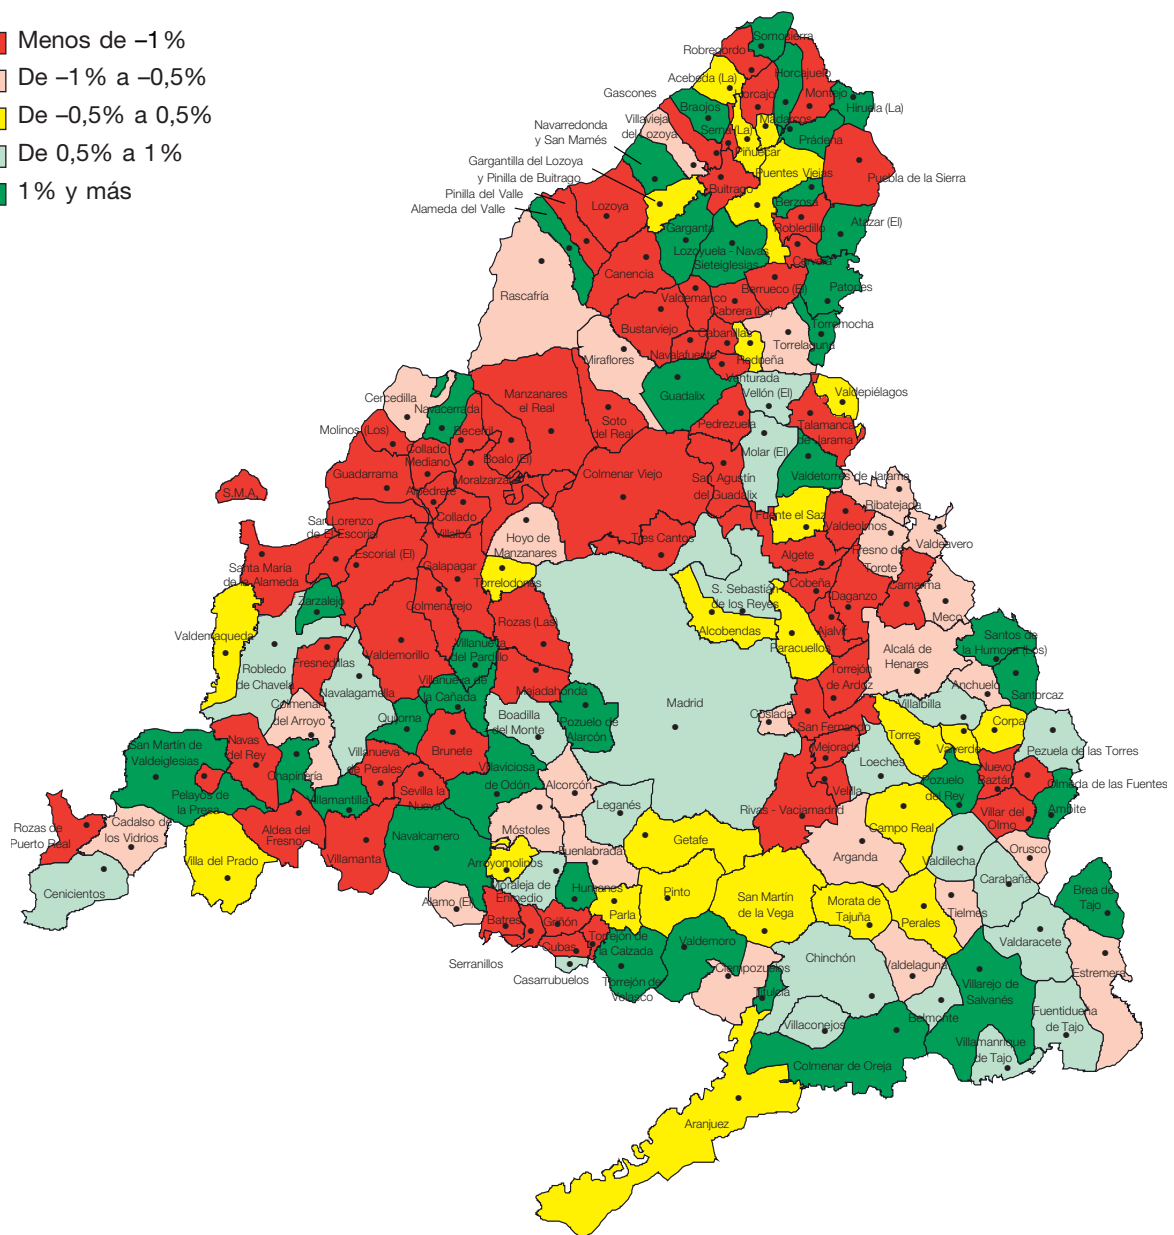 Menos de –1%
De –1% a –0,5%
De –0,5% a 0,5%
De 0,5% a 1%
1% y más
Somosierra
Robregordo
Acebeda (La)
Horcajuelo
Horcajo
Montejo
Hiruela (La)
Gascones
Braojos
Madarcos
Villavieja
del Lozoya
Serna (La)
Prádena
Navarredonda
y San Mamés
Piñuecar
Gargantilla del Lozoya
y Pinilla de Buitrago
Puentes Viejas
Puebla de la Sierra
Buitrago
Pinilla del Valle
Alameda del Valle
Lozoya
Berzosa
Robledillo
Atazar (El)
Garganta
Lozoyuela - Navas
Sieteiglesias
Cervera
Canencia
Rascafría
Valdemanco
Berrueco (El)
Patones
Cabrera (La)
Bustarviejo
Cabanillas
Torremocha
Torrelaguna
Navalafuente
Redueña
Miraflores
Venturada
Guadalix
Vellón (El)
Valdepiélagos
Cercedilla
Navacerrada
Manzanares
el Real
Soto
del Real
Pedrezuela
Talamanca
de Jarama
Molinos (Los)
Becerril
Collado
Mediano
Boalo (El)
Molar (El)
Guadarrama
Moralzarzal
Colmenar Viejo
San Agustín
del Guadalix
Valdetorres de Jarama
Ribatejada
S.M.A.
Alpedrete
Collado
Villalba
Fuente el Saz
Valdeolmos
Valdeavero
San Lorenzo
de El Escorial
Escorial (El)
Hoyo de
Manzanares
Tres Cantos
Algete
Fresno de
Torote
Santa María
de la Alameda
Galapagar
Torrelodones
Cobeña
Camarma
Zarzalejo
Colmenarejo
S. Sebastián
de los Reyes
Daganzo
Meco
Valdemaqueda
Rozas (Las)
Alcobendas
Paracuellos
Ajalvir
Santos de
la Humosa (Los)
Robledo
de Chavela
Fresnedillas
Valdemorillo
Villanueva
del Pardillo
Alcalá de
Henares
Navalagamella
Villanueva de
la Cañada
Majadahonda
Madrid
Torrejón
de Ardoz
Anchuelo
Santorcaz
Colmenar
del Arroyo
Quijorna
Boadilla
del Monte
Pozuelo de
Alarcón
Coslada
San Fernando
Villalbilla
Corpa
San Martín de
Valdeiglesias
Navas
del Rey
Villanueva
de Perales
Brunete
Mejorada
Torres
Valverde
Pezuela de las Torres
Chapinería
Villaviciosa
de Odón
Loeches
Nuevo
Baztán
Pelayos de
la Presa
Villamantilla
Sevilla la
Nueva
Alcorcón
Velilla
Pozuelo
del Rey
Olmeda de las Fuentes
Leganés
Rivas - Vaciamadrid
Villar del
Olmo
Ambite
Rozas de
Puerto Real
Cadalso de
los Vidrios
Aldea del
Fresno
Navalcarnero
Móstoles
Getafe
Campo Real
Villamanta
Arroyomolinos
Fuenlabrada
Arganda
Valdilecha
Orusco
Villa del Prado
Cenicientos
Moraleja de
Enmedio
Humanes
Pinto
San Martín
de la Vega
Morata de
Tajuña
Carabaña
Brea de
Tajo
Alamo (El)
Parla
Perales
Tielmes
Batres
Griñón
Cubas
Torrejón de
la Calzada
Valdemoro
Valdaracete
Serranillos
Casarrubuelos
Torrejón de
Velasco
Ciempozuelos
Chinchón
Valdelaguna
Estremera
Titulcia
Villarejo de
Salvanés
Villaconejos
Belmonte
Fuentidueña
de Tajo
Villamanrique
de Tajo
Colmenar de Oreja
Aranjuez